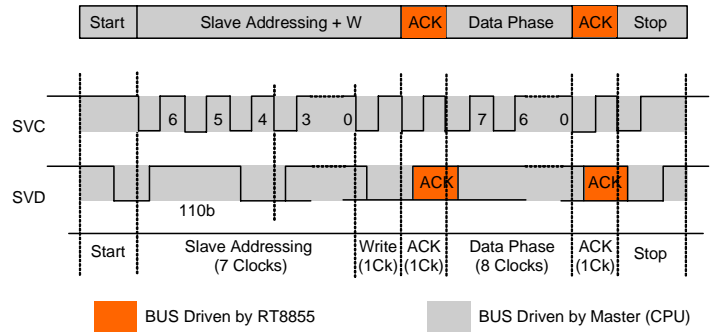 Start Slave Addressing + W ACK Data Phase ACK Stop
SVC 6 5 4 3 0 7 6 0
SVD ACK ACK
110b
Start Slave Addressing Write ACK Data Phase ACK Stop
(7 Clocks) (1Ck) (1Ck) (8 Clocks) (1Ck)
BUS Driven by RT8855 BUS Driven by Master (CPU)